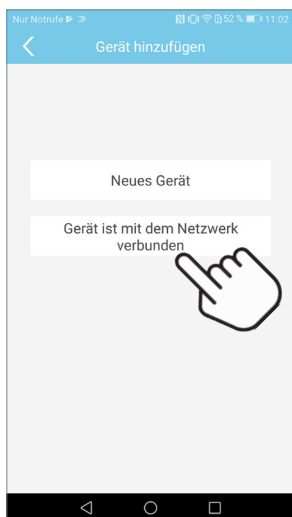 Nur Notrufe 52 % 11:02
Gerät hinzufügen
Neues Gerät
Gerät ist mit dem Netzwerk
verbunden